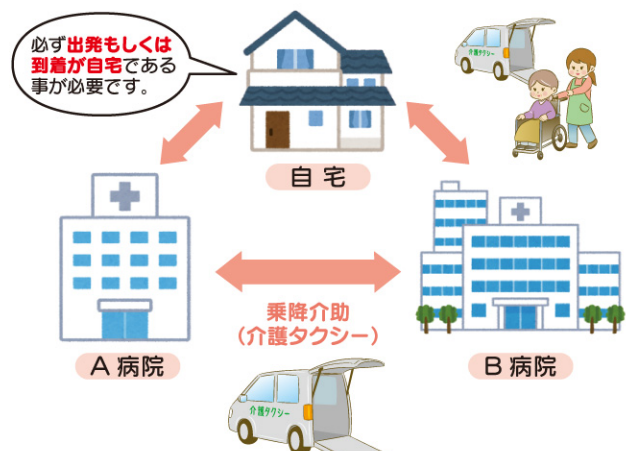 必ず出発もしくは
到着が自宅である
事が必要です。
介護タクシー
自宅
乗降介助
(介護タクシー)
A病院
B病院
介護タクシー